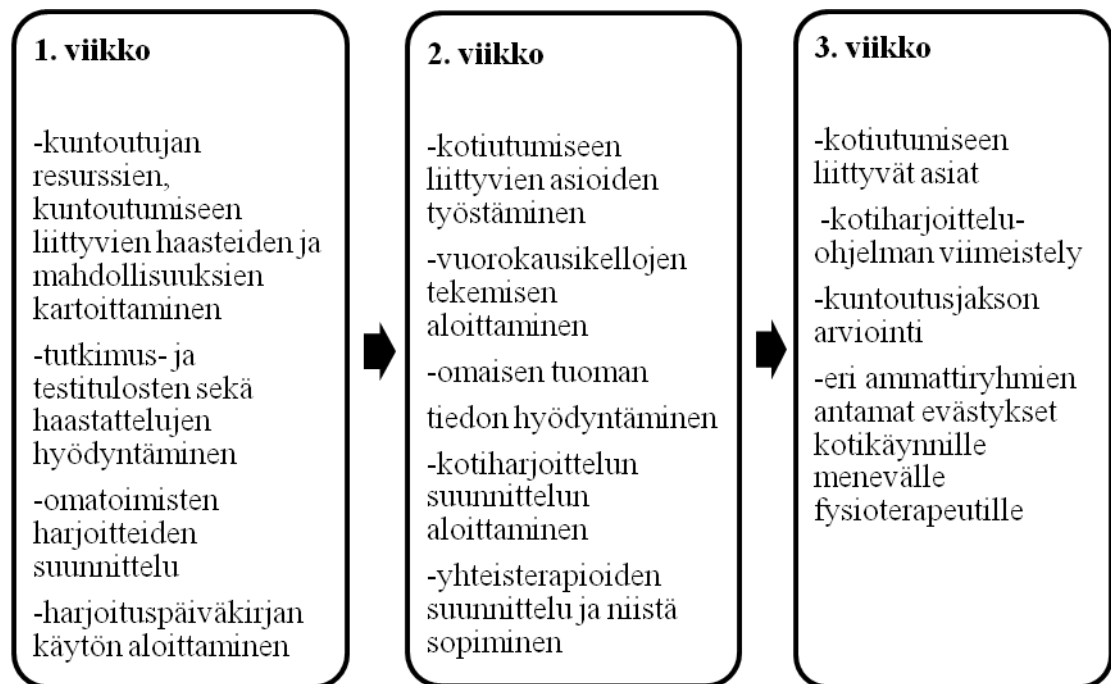 1. viikko
-kuntoutujan
resurssien,
kuntoutumiseen
liittyvien haasteiden ja
mahdollisuuksien
kartoittaminen
-tutkimus- ja
testitulosten sekä
haastattelujen
hyödyntäminen
-omatoimisten
harjoitteiden
suunnittelu
-harjoituspäiväkirjan
käytön aloittaminen
2. viikko
-kotiutumiseen
liittyvien asioiden
työstäminen
-vuorokausikellojen
tekemisen
aloittaminen
-omaisen tuoman
tiedon hyödyntäminen
-kotiharjoittelun
suunnittelun
aloittaminen
-yhteisterapioiden
suunnittelu ja niistä
sopiminen
3. viikko
-kotiutumiseen
liittyvät asiat
-kotiharjoittelu-
ohjelman viimeistely
-kuntoutusjakson
arviointi
-eri ammattiryhmien
antamat evästykset
kotikäynnille
menevälle
fysioterapeutille